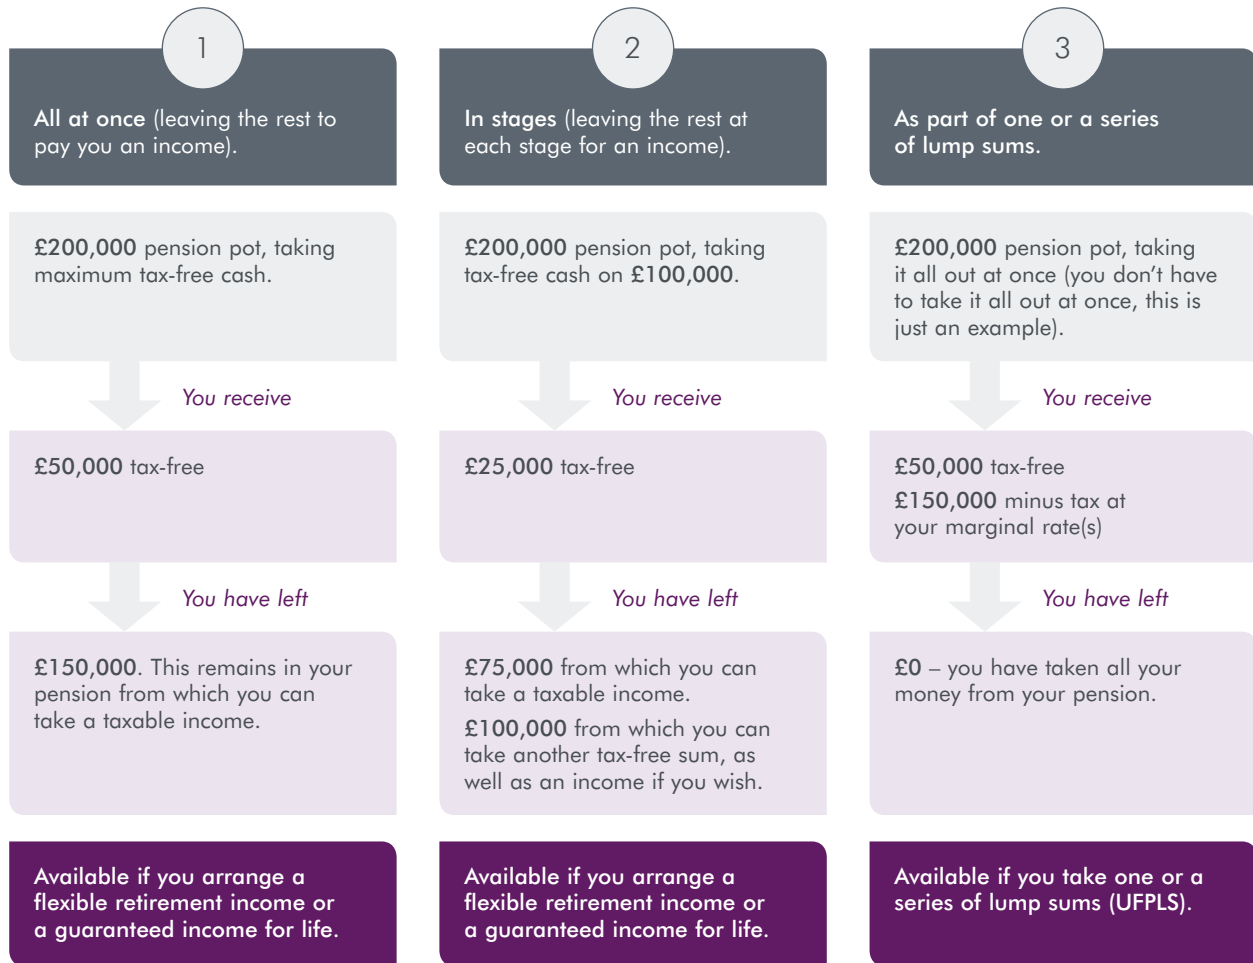 1
All at once (leaving the rest to
pay you an income).
£200,000 pension pot, taking
maximum tax-free cash.
You receive
£50,000 tax-free
You have left
£150,000. This remains in your
pension from which you can
take a taxable income.
Available if you arrange a
flexible retirement income or
a guaranteed income for life.
2
In stages (leaving the rest at
each stage for an income).
£200,000 pension pot, taking
tax-free cash on £100,000.
You receive
£25,000 tax-free
You have left
£75,000 from which you can
take a taxable income.
£100,000 from which you can
take another tax-free sum, as
well as an income if you wish.
Available if you arrange a
flexible retirement income or
a guaranteed income for life.
3
As part of one or a series
of lump sums.
£200,000 pension pot, taking
it all out at once (you don’t have
to take it all out at once, this is
just an example).
You receive
£50,000 tax-free
£150,000 minus tax at
your marginal rate(s)
You have left
£0 – you have taken all your
money from your pension.
Available if you take one or a
series of lump sums (UFPLS).